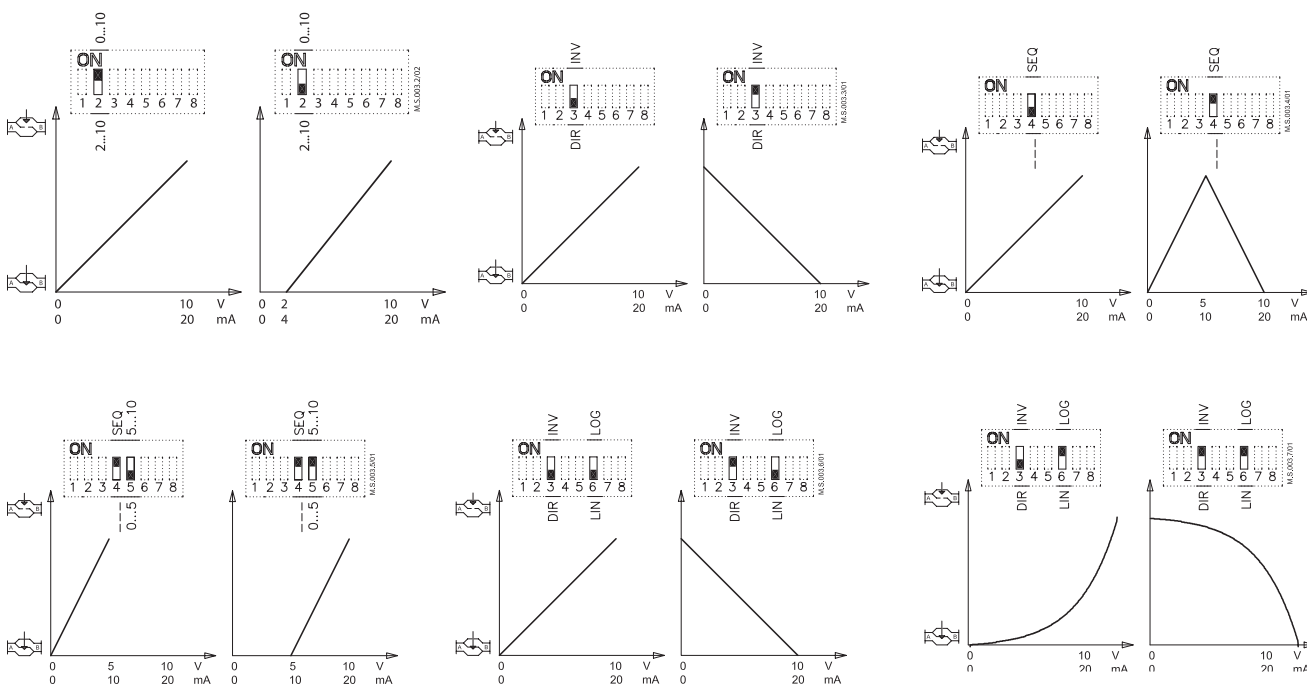 0...10
ON
1 2 3 4 5 6 7 8
2...10
A B
A B
0 10 V
0 20 mA
0...10
ON
1 2 3 4 5 6 7 8
M.S.003.2/02
2...10
0 2 10 V
0 4 20 mA
INV
ON
1 2 3 4 5 6 7 8
DIR
A B
A B
0 10 V
0 20 mA
INV
ON
1 2 3 4 5 6 7 8
M.S.003.3/01
DIR
0 10 V
0 20 mA
SEQ
ON
1 2 3 4 5 6 7 8
A B
A B
0 10 V
0 20 mA
SEQ
ON
1 2 3 4 5 6 7 8
M.S.003.4/01
0 5 10 V
0 10 20 mA
SEQ
5...10
ON
1 2 3 4 5 6 7 8
0...5
A B
A B
0 5 10 V
0 10 20 mA
SEQ
5...10
ON
1 2 3 4 5 6 7 8
M.S.003.5/01
0...5
0 5 10 V
0 10 20 mA
INV LOG
ON
1 2 3 4 5 6 7 8
DIR LIN
A B
A B
0 10 V
0 20 mA
INV LOG
ON
1 2 3 4 5 6 7 8
M.S.003.6/01
DIR LIN
0 10 V
0 20 mA
INV LOG
ON
1 2 3 4 5 6 7 8
DIR LIN
A B
A B
0 10 V
0 20 mA
INV LOG
ON
1 2 3 4 5 6 7 8
M.S.003.7/01
DIR LIN
0 10 V
0 20 mA